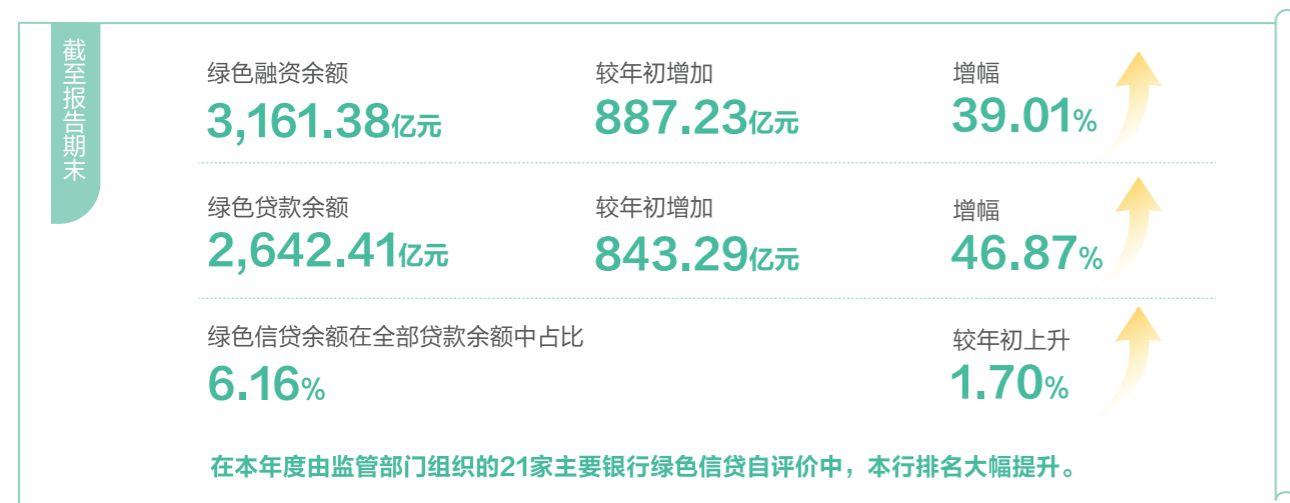 截至报告期末
绿色融资余额 较年初增加 增幅
3,161.38亿元 887.23亿元 39.01%
绿色贷款余额 较年初增加 增幅
2,642.41亿元 843.29亿元 46.87%
绿色信贷余额在全部贷款余额中占比 较年初上升
6.16% 1.70%
在本年度由监管部门组织的21家主要银行绿色信贷自评价中，本行排名大幅提升。